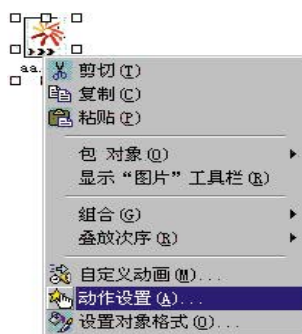 aa.
剪切(T)
复制(C)
粘贴(P)
包 对象(O)
显示“图片”工具栏(R)
组合(G)
叠放次序(R)
自定义动画(M)...
动作设置(A)...
设置对象格式(O)...